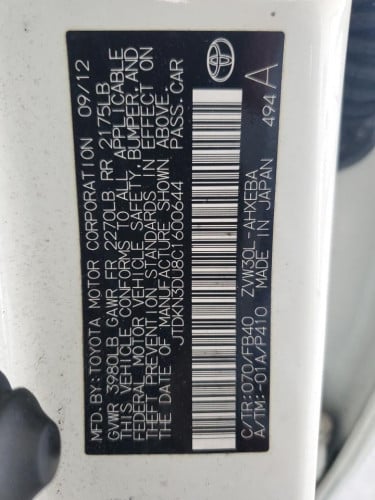 MFD. BY: TOYOTA MOTOR CORPORATION 09/12
GVWR 3980LB GAWR FR 2270LB RR 2175LB
THIS VEHICLE CONFORMS TO ALL APPLICABLE
FEDERAL MOTOR VEHICLE SAFETY, BUMPER, AND
THEFT PREVENTION STANDARDS IN EFFECT ON
THE DATE OF MANUFACTURE SHOWN ABOVE.
JTDKN3DU8C1600S44 PASS.CAR
C/TR: 070/FB40 ZVW30L-AHXEBA
A/TM: -01A/P410 MADE IN JAPAN 494 A